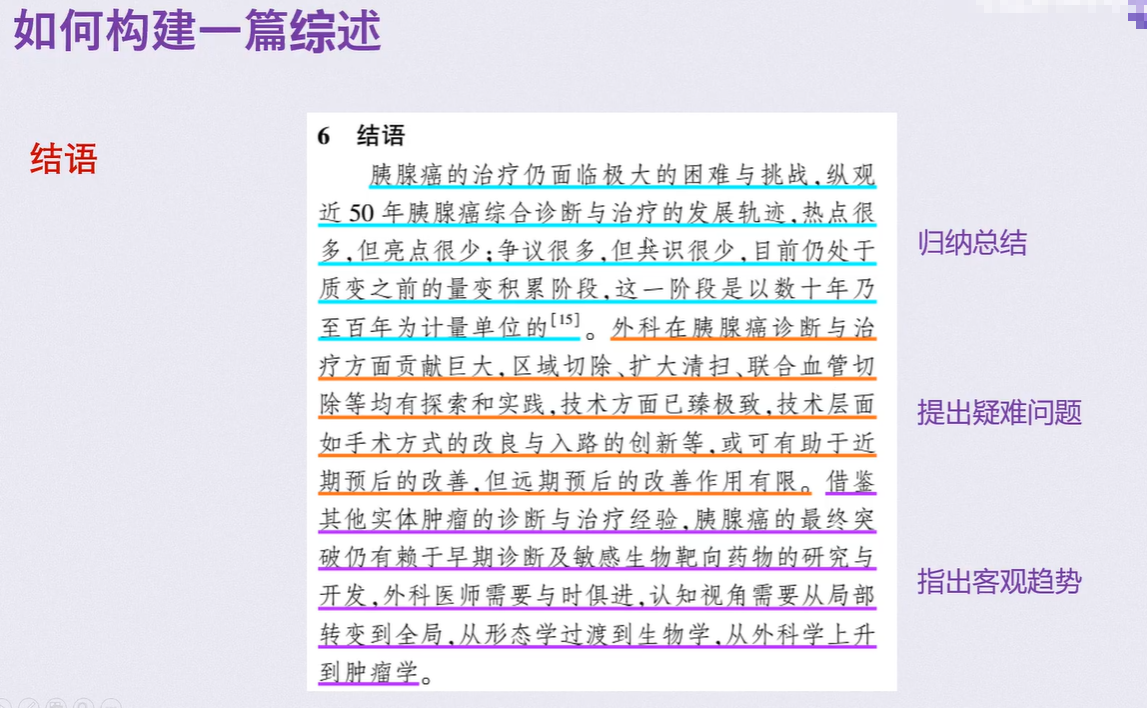 如何构建一篇综述
结语
6 结语
胰腺癌的治疗仍面临极大的困难与挑战,纵观
近50年胰腺癌综合诊断与治疗的发展轨迹,热点很
多,但亮点很少;争议很多,但共识很少,目前仍处于
质变之前的量变积累阶段,这一阶段是以数十年乃
至百年为计量单位的[15]。外科在胰腺癌诊断与治
疗方面贡献巨大,区域切除、扩大清扫、联合血管切
除等均有探索和实践,技术方面已臻极致,技术层面
如手术方式的改良与入路的创新等,或可有助于近
期预后的改善,但远期预后的改善作用有限。借鉴
其他实体肿瘤的诊断与治疗经验,胰腺癌的最终突
破仍有赖于早期诊断及敏感生物靶向药物的研究与
开发,外科医师需要与时俱进,认知视角需要从局部
转变到全局,从形态学过渡到生物学,从外科学上升
到肿瘤学。
归纳总结
提出疑难问题
指出客观趋势